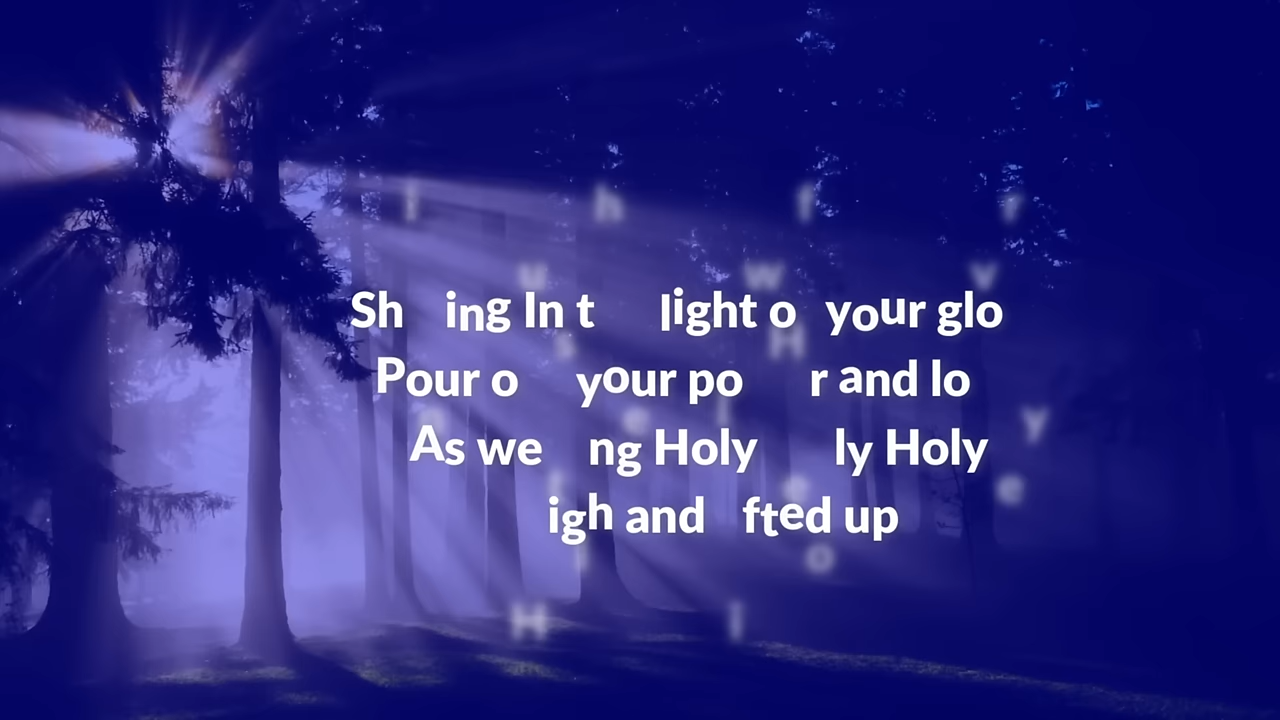 Sh ing In t light o your glo
Pour o your po r and lo
As we ng Holy ly Holy
igh and fted up